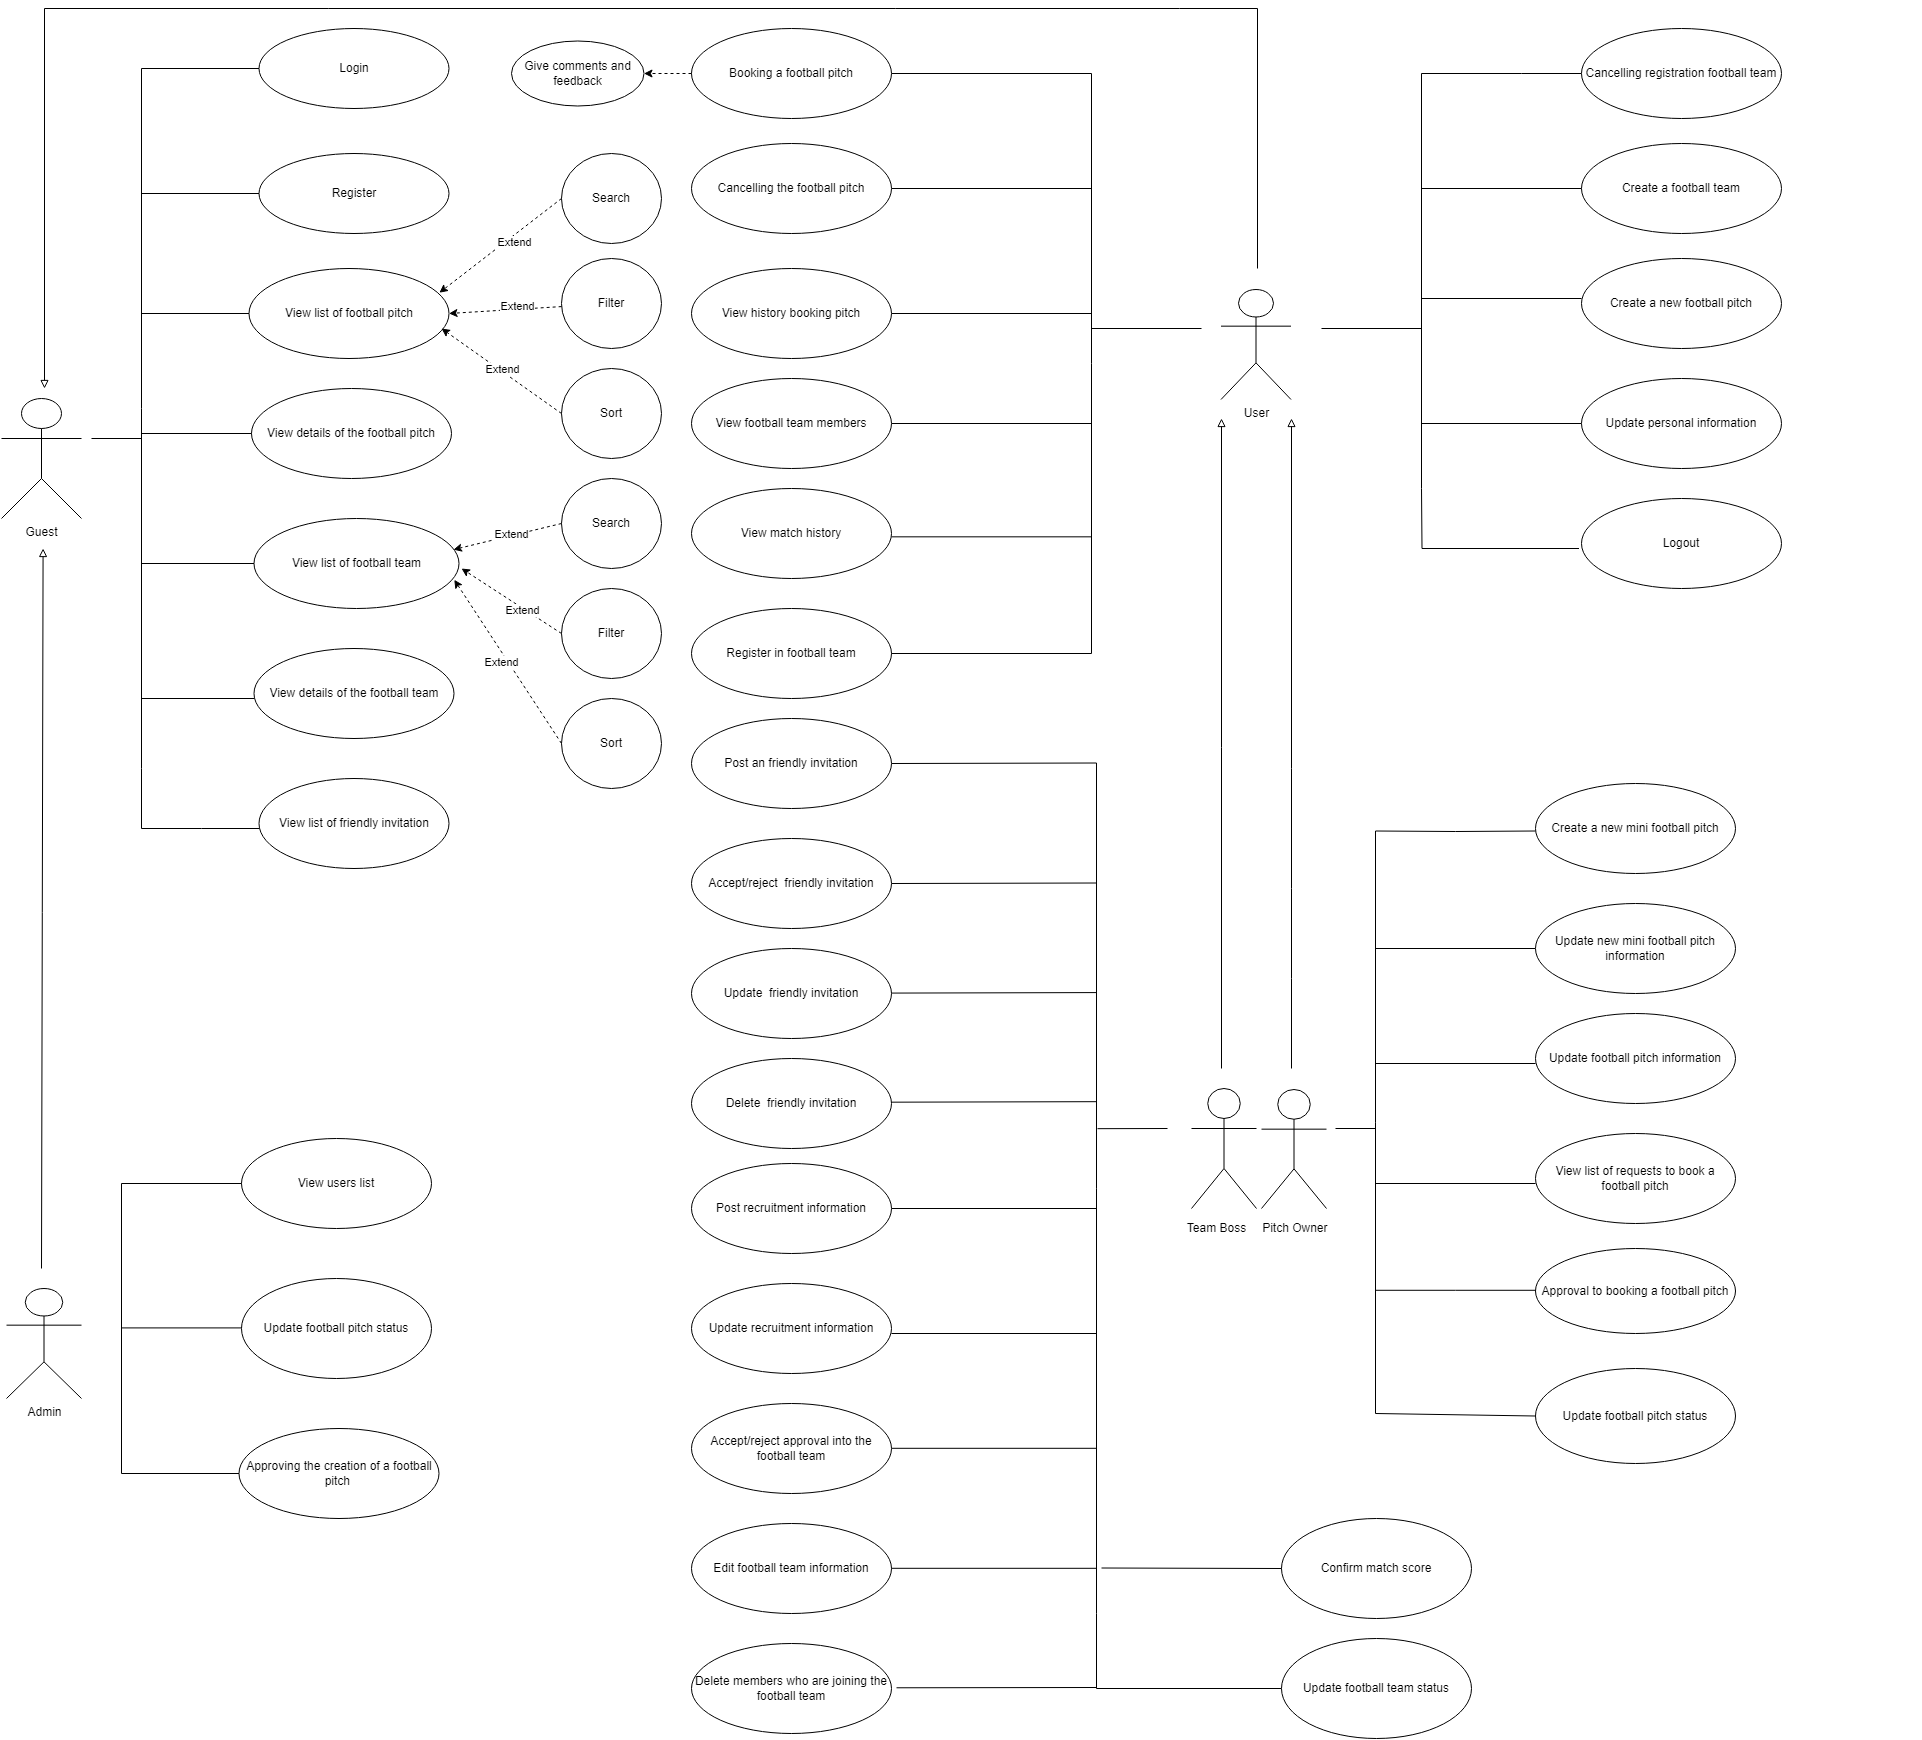 Login
Register
View list of football pitch
View details of the football pitch
View list of football team
View details of the football team
View list of friendly invitation
Guest
Give comments and
feedback
Search
Extend
Filter
Extend
Sort
Extend
Search
Extend
Filter
Extend
Sort
Extend
Booking a football pitch
Cancelling the football pitch
View history booking pitch
View football team members
View match history
Register in football team
User
Cancelling registration football team
Create a football team
Create a new football pitch
Update personal information
Logout
Post an friendly invitation
Accept/reject  friendly invitation
Update  friendly invitation
Delete  friendly invitation
Post recruitment information
Update recruitment information
Accept/reject approval into the
football team
Edit football team information
Delete members who are joining the
football team
Team Boss
Pitch Owner
Create a new mini football pitch
Update new mini football pitch
information
Update football pitch information
View list of requests to book a
football pitch
Approval to booking a football pitch
Update football pitch status
Confirm match score
Update football team status
View users list
Update football pitch status
Approving the creation of a football
pitch
Admin